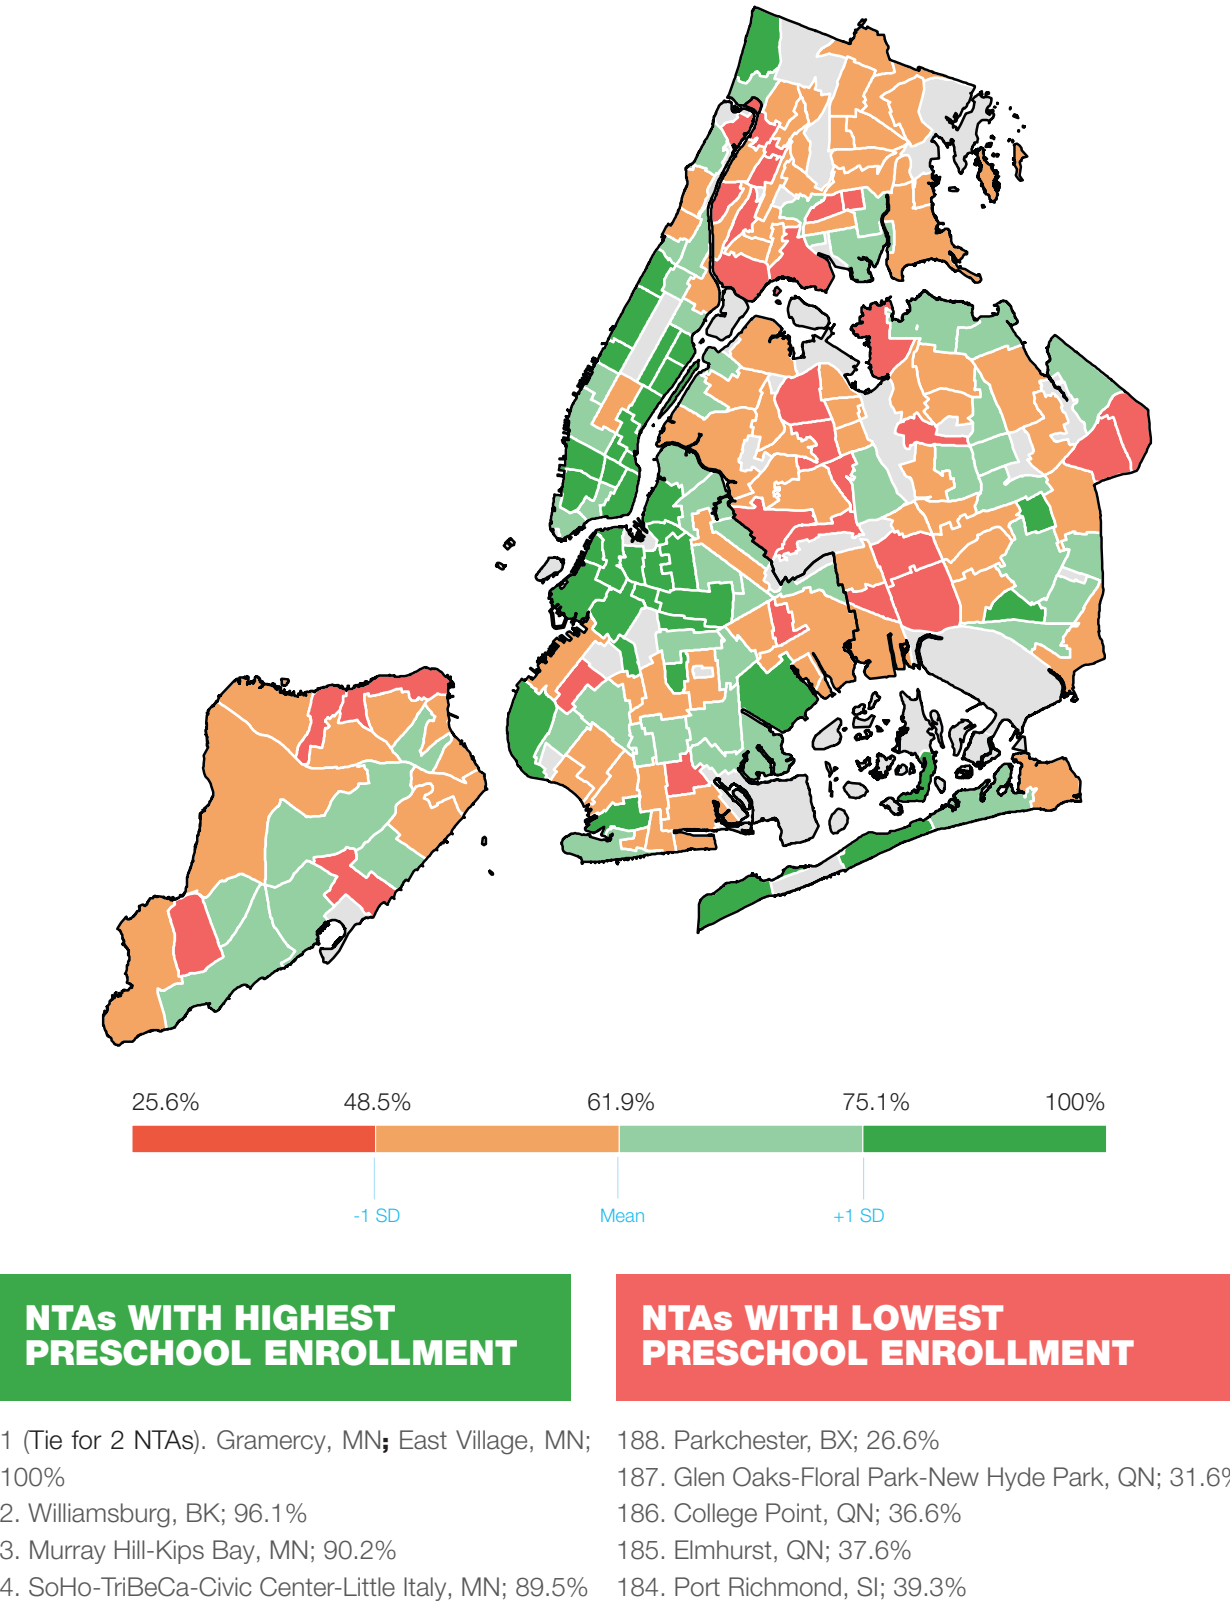 25.6% 48.5% 61.9% 75.1% 100%
-1 SD Mean +1 SD
NTAs WITH HIGHEST
PRESCHOOL ENROLLMENT
1 (Tie for 2 NTAs). Gramercy, MN; East Village, MN;
100%
2. Williamsburg, BK; 96.1%
3. Murray Hill-Kips Bay, MN; 90.2%
4. SoHo-TriBeCa-Civic Center-Little Italy, MN; 89.5%
NTAs WITH LOWEST
PRESCHOOL ENROLLMENT
188. Parkchester, BX; 26.6%
187. Glen Oaks-Floral Park-New Hyde Park, QN; 31.6%
186. College Point, QN; 36.6%
185. Elmhurst, QN; 37.6%
184. Port Richmond, SI; 39.3%